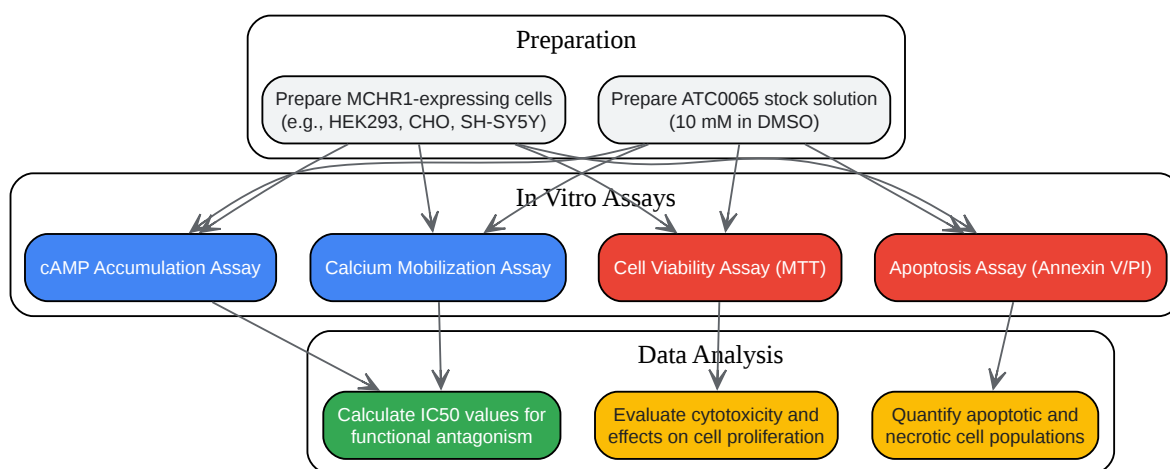 Preparation
Prepare MCHR1-expressing cells
(e.g., HEK293, CHO, SH-SY5Y)
Prepare ATC0065 stock solution
(10 mM in DMSO)
In Vitro Assays
cAMP Accumulation Assay
Calcium Mobilization Assay
Cell Viability Assay (MTT)
Apoptosis Assay (Annexin V/PI)
Data Analysis
Calculate IC50 values for
functional antagonism
Evaluate cytotoxicity and
effects on cell proliferation
Quantify apoptotic and
necrotic cell populations